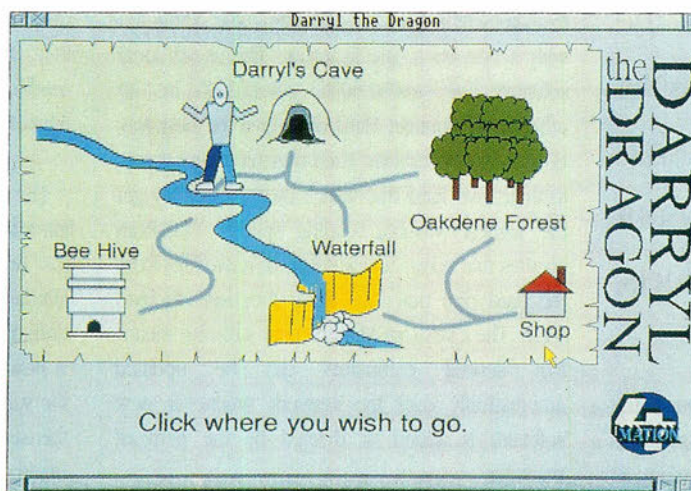 Darryl the Dragon
Darryl's Cave
Oakdene Forest
Bee Hive
Waterfall
Shop
Click where you wish to go.
the
DARRYL
DRAGON
4
MATION